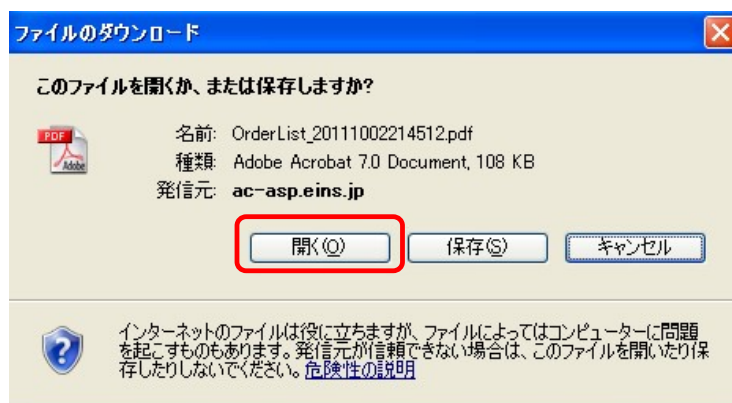 ファイルのダウンロード
このファイルを開くか、または保存しますか?
PDF
Adobe
名前: OrderList_20111002214512.pdf
種類: Adobe Acrobat 7.0 Document, 108 KB
発信元: ac-asp.eins.jp
開く(O) 保存(S) キャンセル
インターネットのファイルは役に立ちますが、ファイルによってはコンピューターに問題
を起こすものもあります。発信元が信頼できない場合は、このファイルを開いたり保
存したりしないでください。危険性の説明